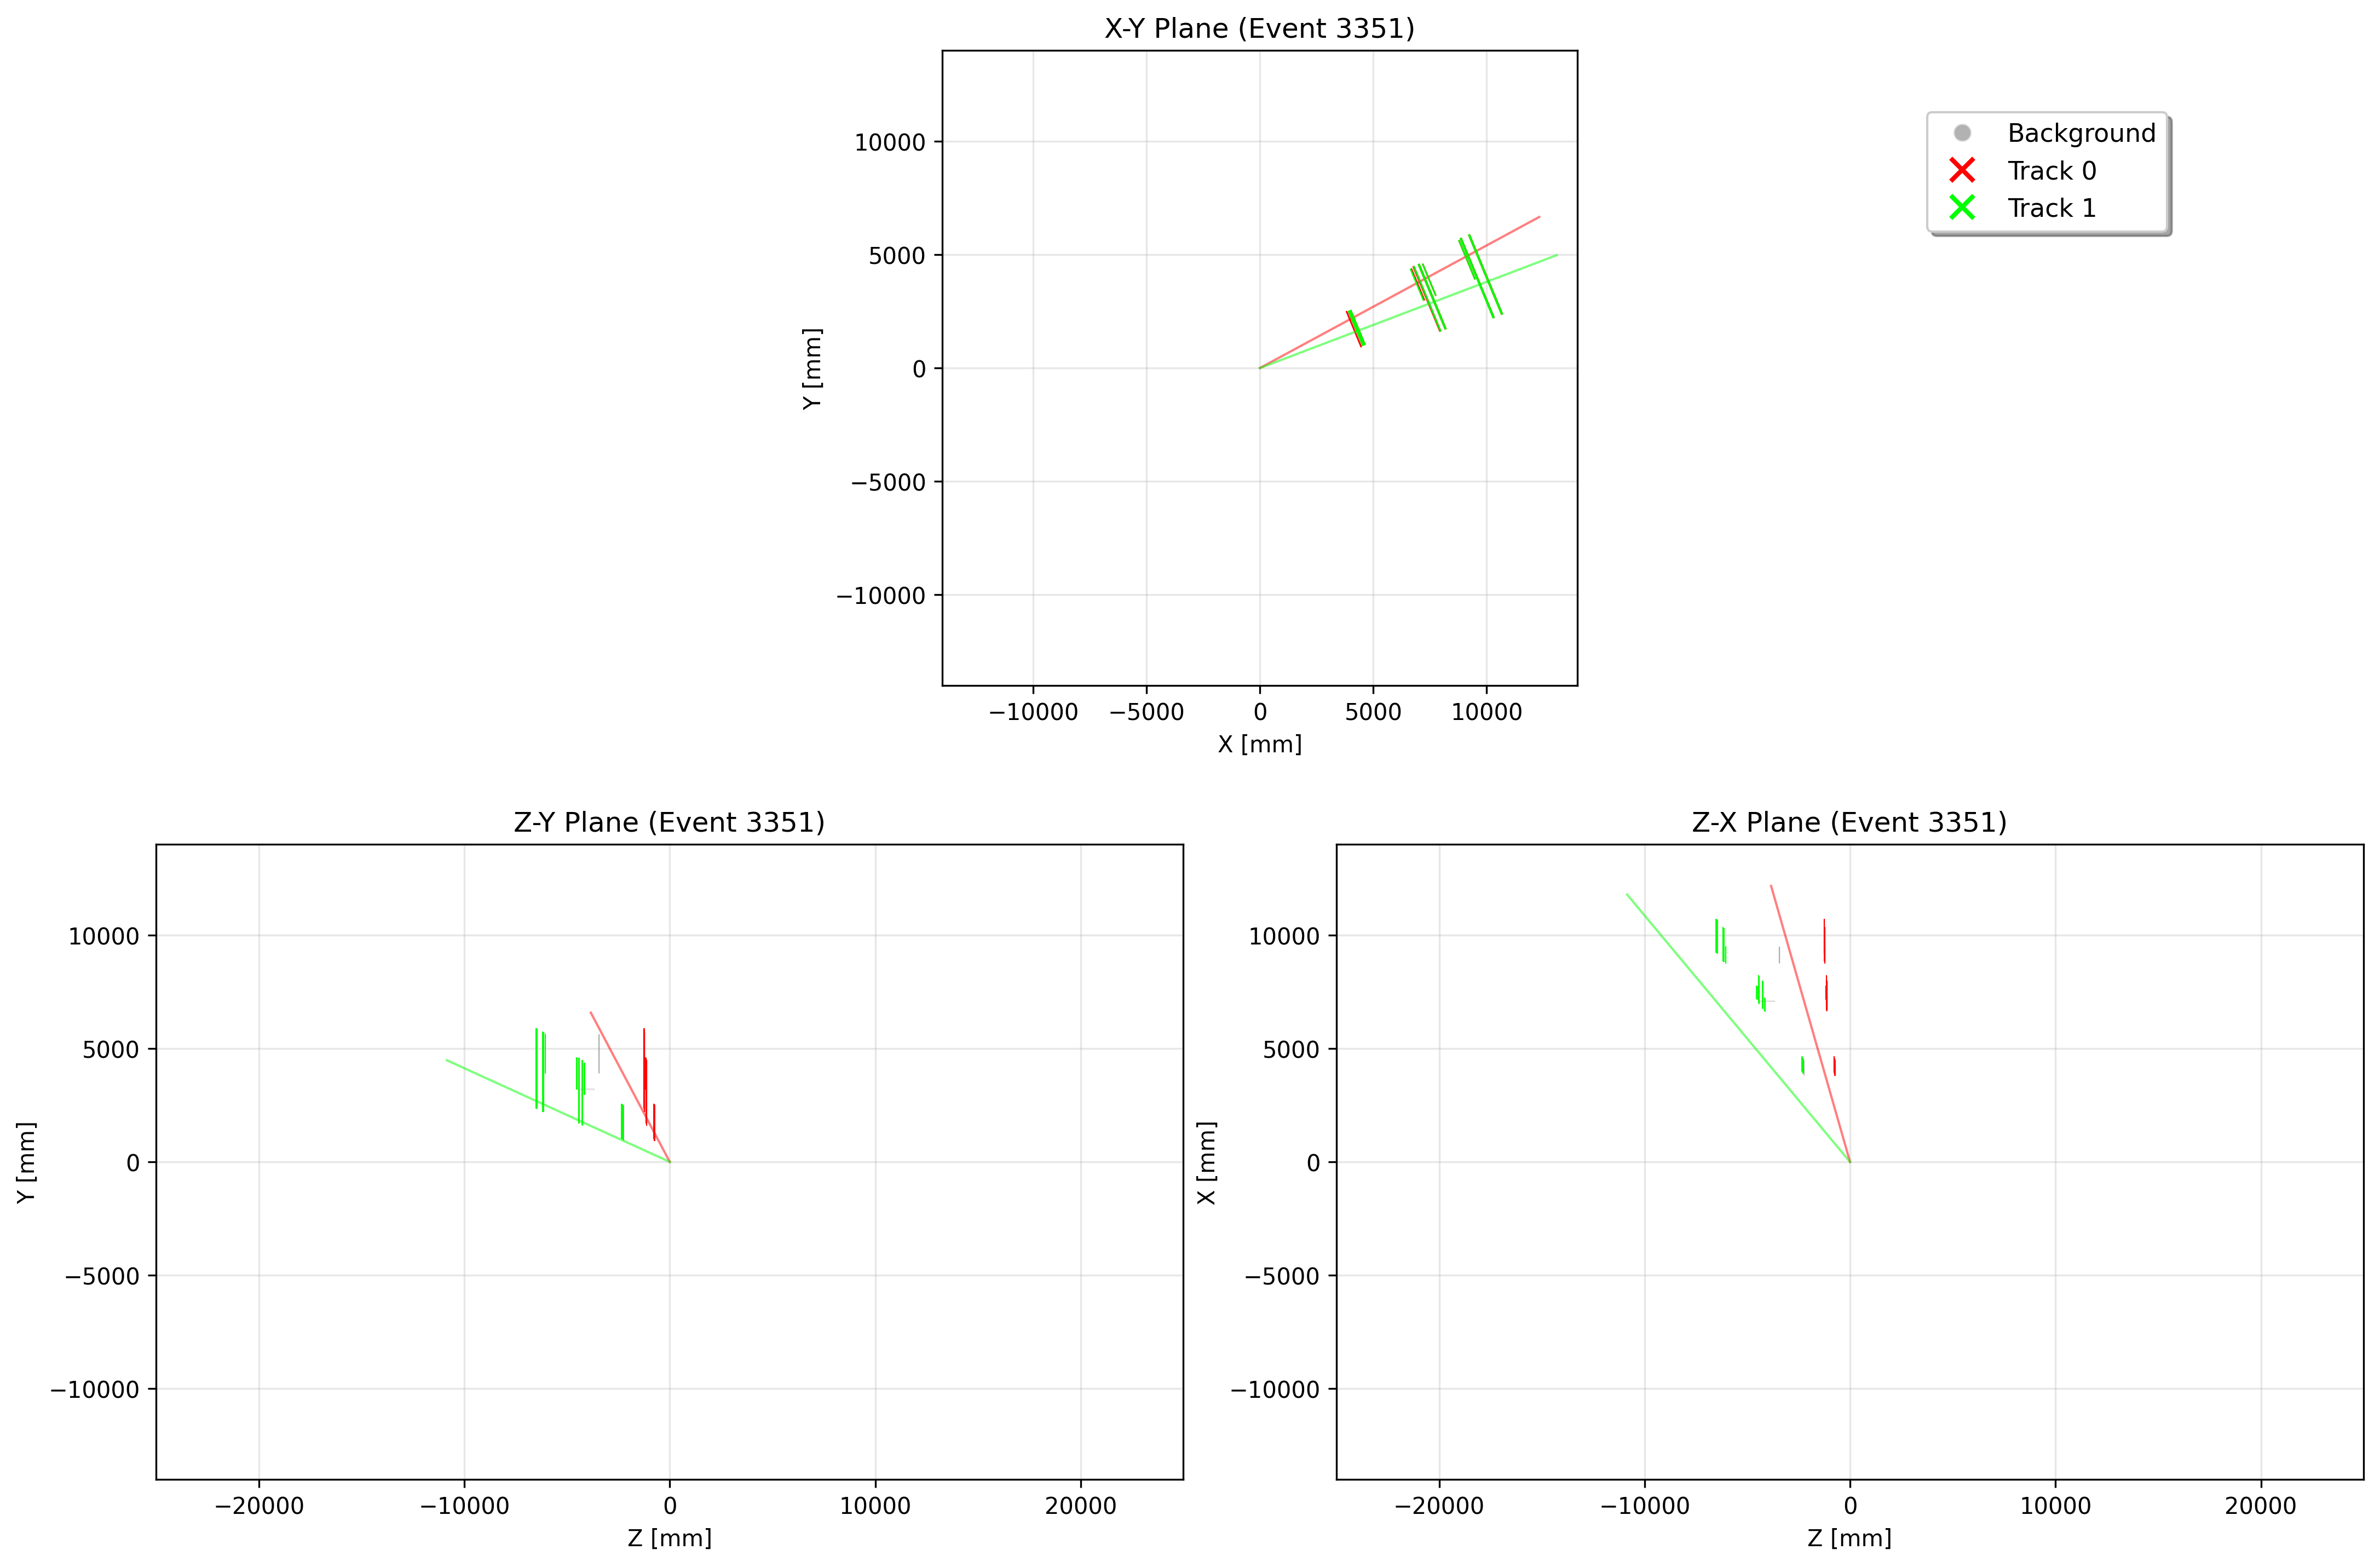 X-Y Plane (Event 3351)
10000
5000
0
−5000
−10000
Y [mm]
−10000 −5000 0 5000 10000
X [mm]
Background
Track 0
Track 1
Z-Y Plane (Event 3351)
10000
5000
0
−5000
−10000
Y [mm]
−20000 −10000 0 10000 20000
Z [mm]
Z-X Plane (Event 3351)
10000
5000
0
−5000
−10000
X [mm]
−20000 −10000 0 10000 20000
Z [mm]